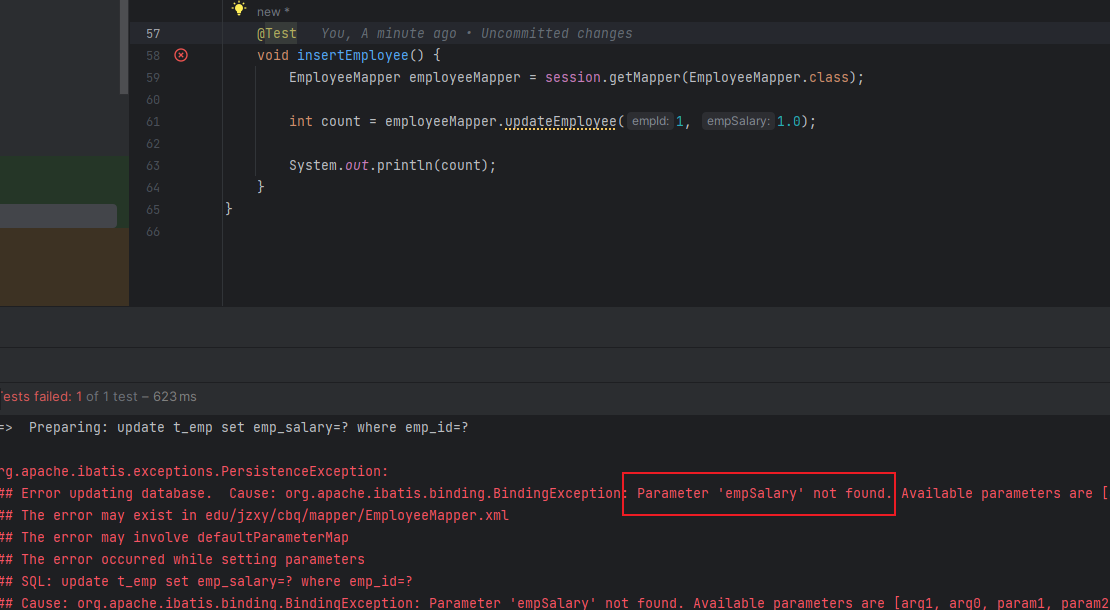 new *
57 @Test You, A minute ago • Uncommitted changes
58 void insertEmployee() {
59 EmployeeMapper employeeMapper = session.getMapper(EmployeeMapper.class);
60
61 int count = employeeMapper.updateEmployee( empId: 1, empSalary: 1.0);
62
63 System.out.println(count);
64 }
65 }
66
Tests failed: 1 of 1 test – 623 ms
=> Preparing: update t_emp set emp_salary=? where emp_id=?
rg.apache.ibatis.exceptions.PersistenceException:
## Error updating database. Cause: org.apache.ibatis.binding.BindingException: Parameter 'empSalary' not found. Available parameters are [
## The error may exist in edu/jzxy/cbq/mapper/EmployeeMapper.xml
## The error may involve defaultParameterMap
## The error occurred while setting parameters
## SQL: update t_emp set emp_salary=? where emp_id=?
## Cause: org.apache.ibatis.binding.BindingException: Parameter 'empSalary' not found. Available parameters are [arg1, arg0, param1, param2